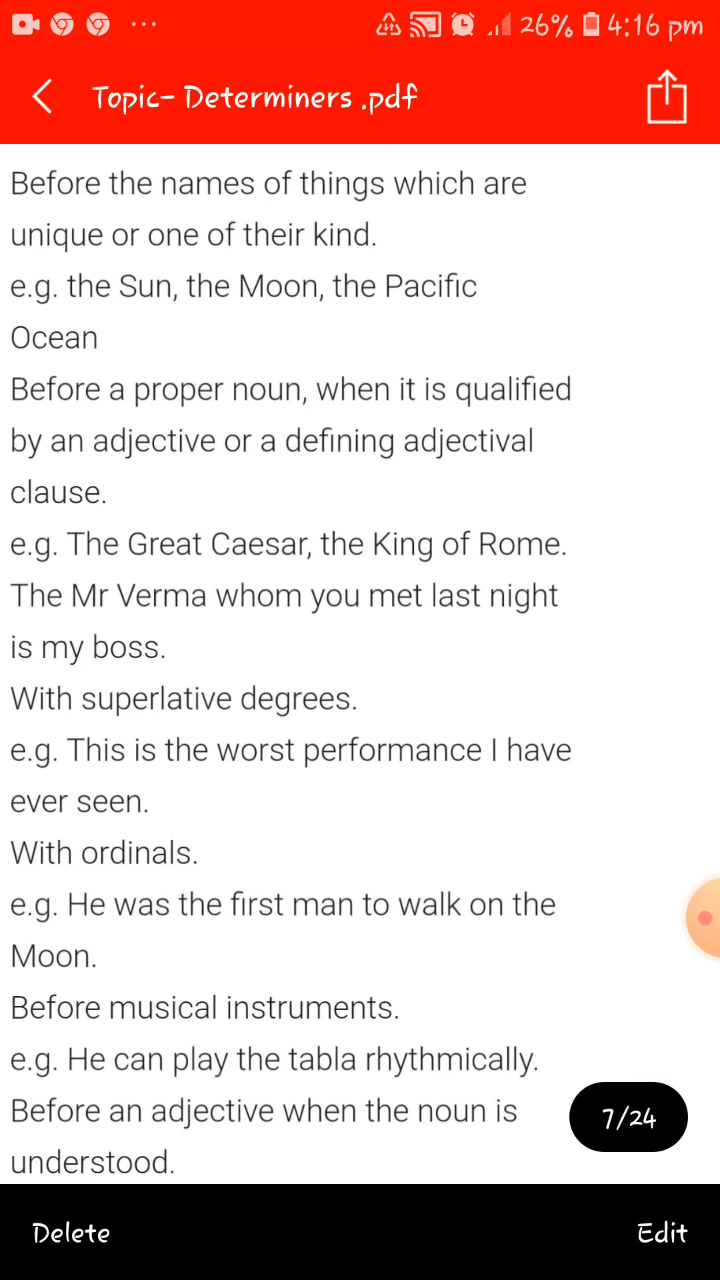 ... 26% 4:16 pm
Topic- Determiners .pdf
Before the names of things which are
unique or one of their kind.
e.g. the Sun, the Moon, the Pacific
Ocean
Before a proper noun, when it is qualified
by an adjective or a defining adjectival
clause.
e.g. The Great Caesar, the King of Rome.
The Mr Verma whom you met last night
is my boss.
With superlative degrees.
e.g. This is the worst performance I have
ever seen.
With ordinals.
e.g. He was the first man to walk on the
Moon.
Before musical instruments.
e.g. He can play the tabla rhythmically.
Before an adjective when the noun is
understood.
7/24
Delete Edit